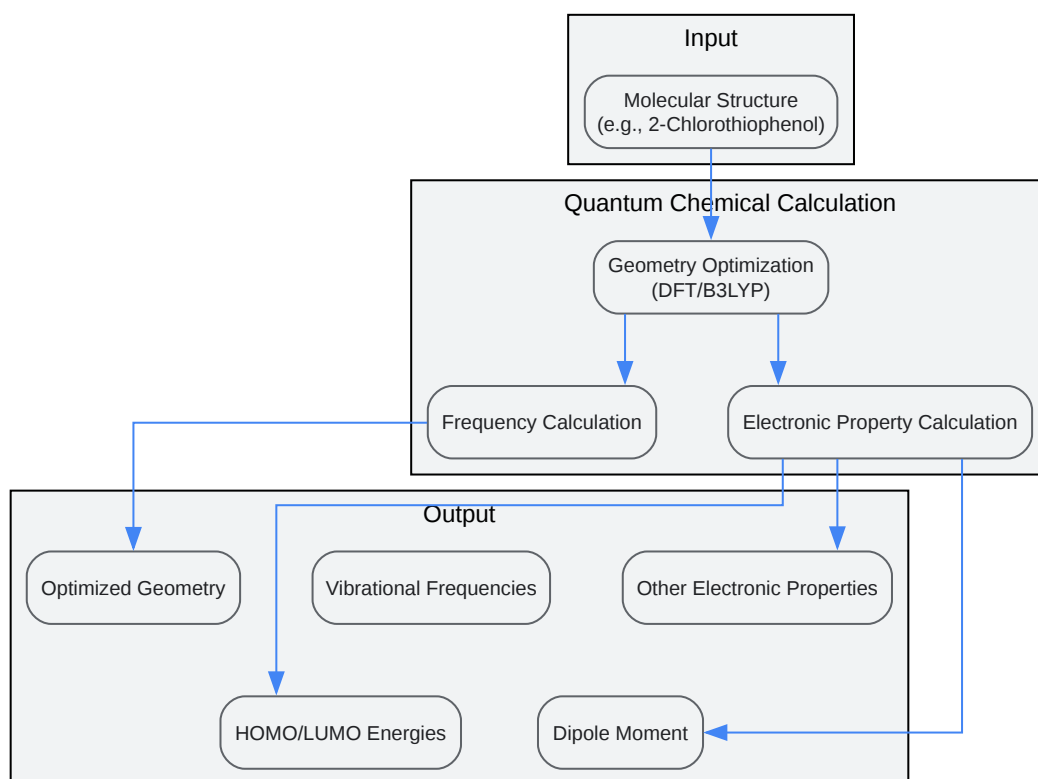 Input
Molecular Structure
(e.g., 2-Chlorothiophenol)
Quantum Chemical Calculation
Geometry Optimization
(DFT/B3LYP)
Frequency Calculation
Electronic Property Calculation
Output
Optimized Geometry
Vibrational Frequencies
Other Electronic Properties
HOMO/LUMO Energies
Dipole Moment